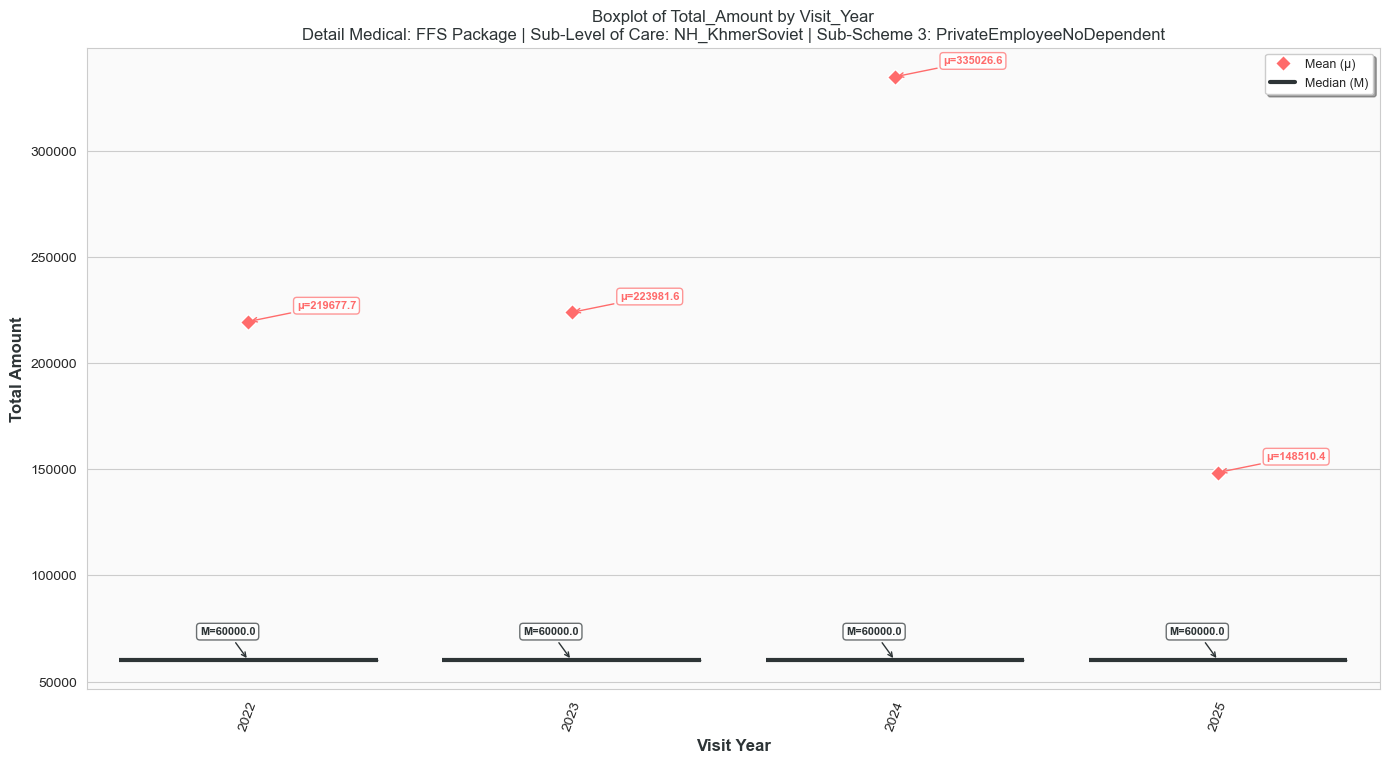 Boxplot of Total_Amount by Visit_Year
Detail Medical: FFS Package | Sub-Level of Care: NH_KhmerSoviet | Sub-Scheme 3: PrivateEmployeeNoDependent
Mean (μ)
Median (M)
μ=335026.6
300000
250000
μ=219677.7
μ=223981.6
200000
150000
μ=148510.4
100000
M=60000.0
M=60000.0
M=60000.0
M=60000.0
50000
Total Amount
2022
2023
2024
2025
Visit Year